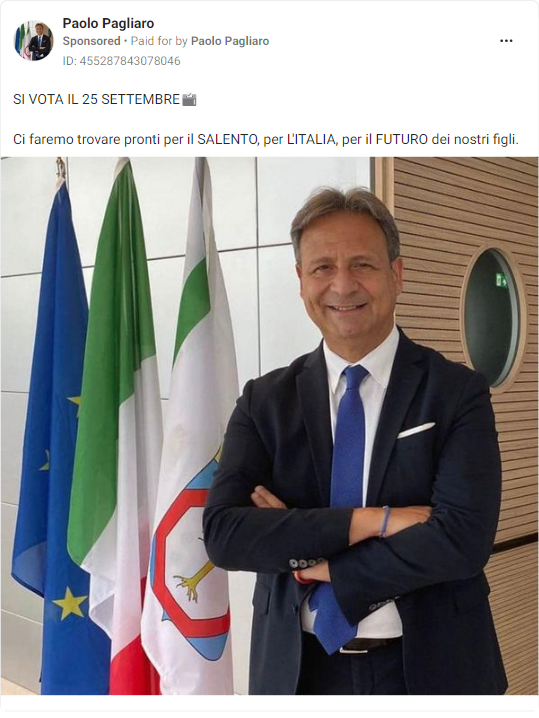 Paolo Pagliaro
Sponsored • Paid for by Paolo Pagliaro
ID: 455287843078046
SI VOTA IL 25 SETTEMBRE🗳
Ci faremo trovare pronti per il SALENTO, per L'ITALIA, per il FUTURO dei nostri figli.